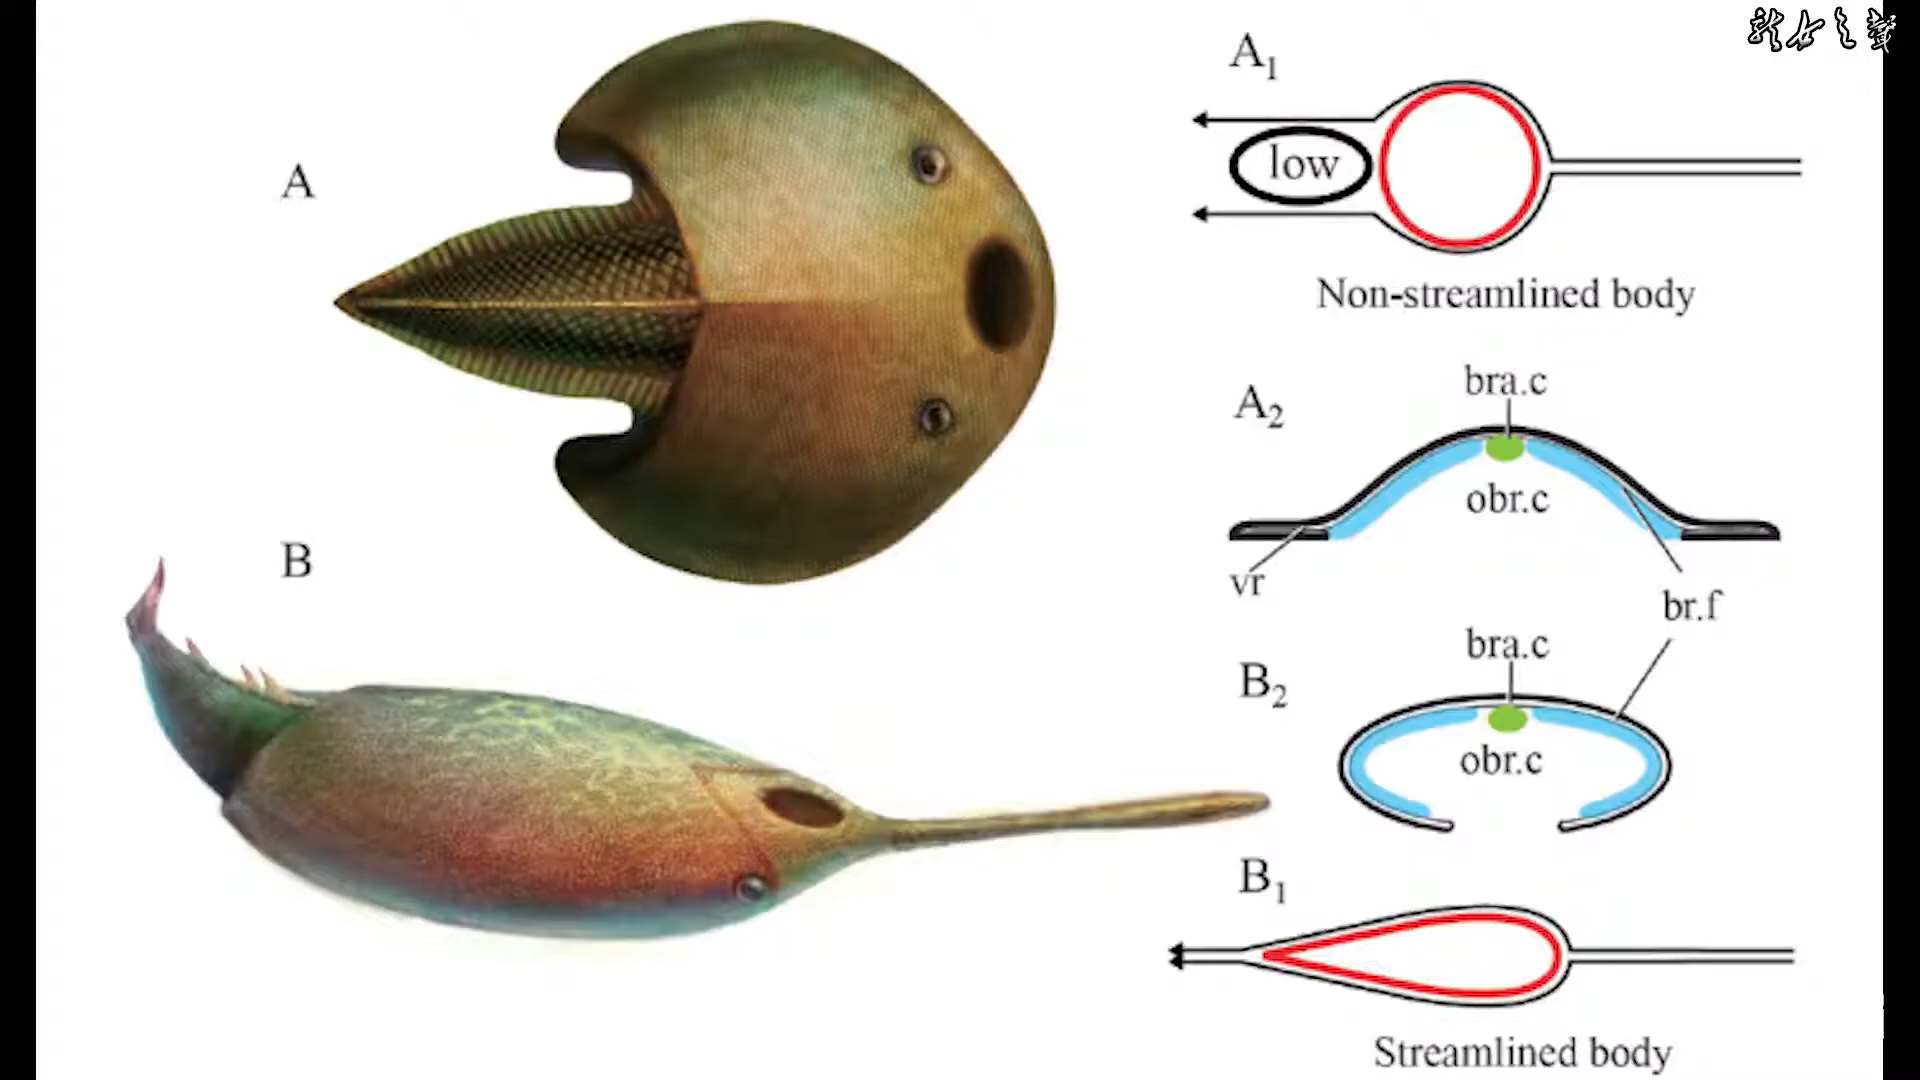 A
A1
low
Non-streamlined body
A2
bra.c
obr.c
vr
br.f
B
B2
bra.c
obr.c
B1
Streamlined body